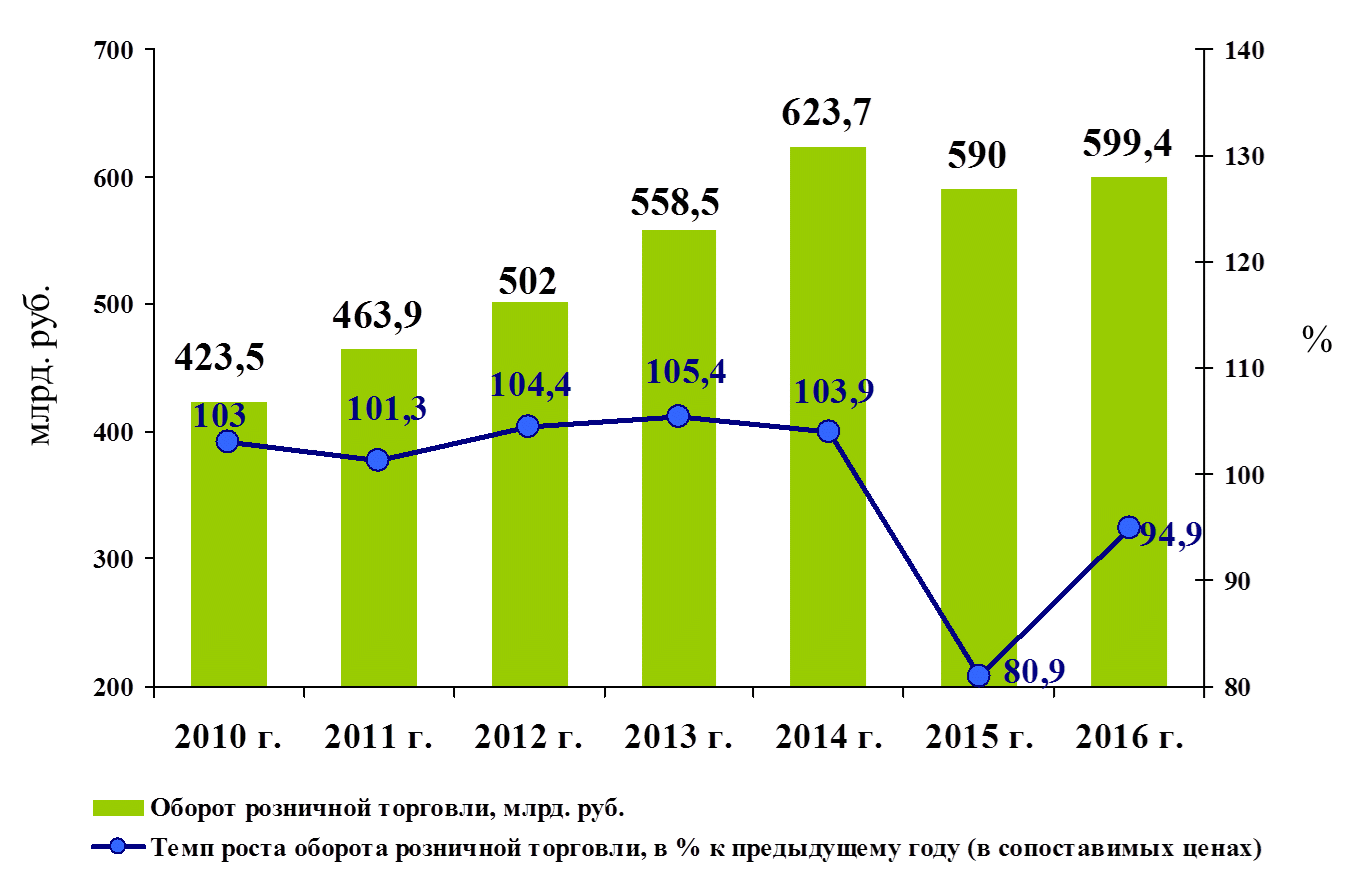 700
600
500
400
300
200
млрд. руб.
140
130
120
110
100
90
80
%
423,5
463,9
502
558,5
623,7
590
599,4
103
101,3
104,4
105,4
103,9
80,9
94,9
2010 г.
2011 г.
2012 г.
2013 г.
2014 г.
2015 г.
2016 г.
Оборот розничной торговли, млрд. руб.
Темп роста оборота розничной торговли, в % к предыдущему году (в сопоставимых ценах)